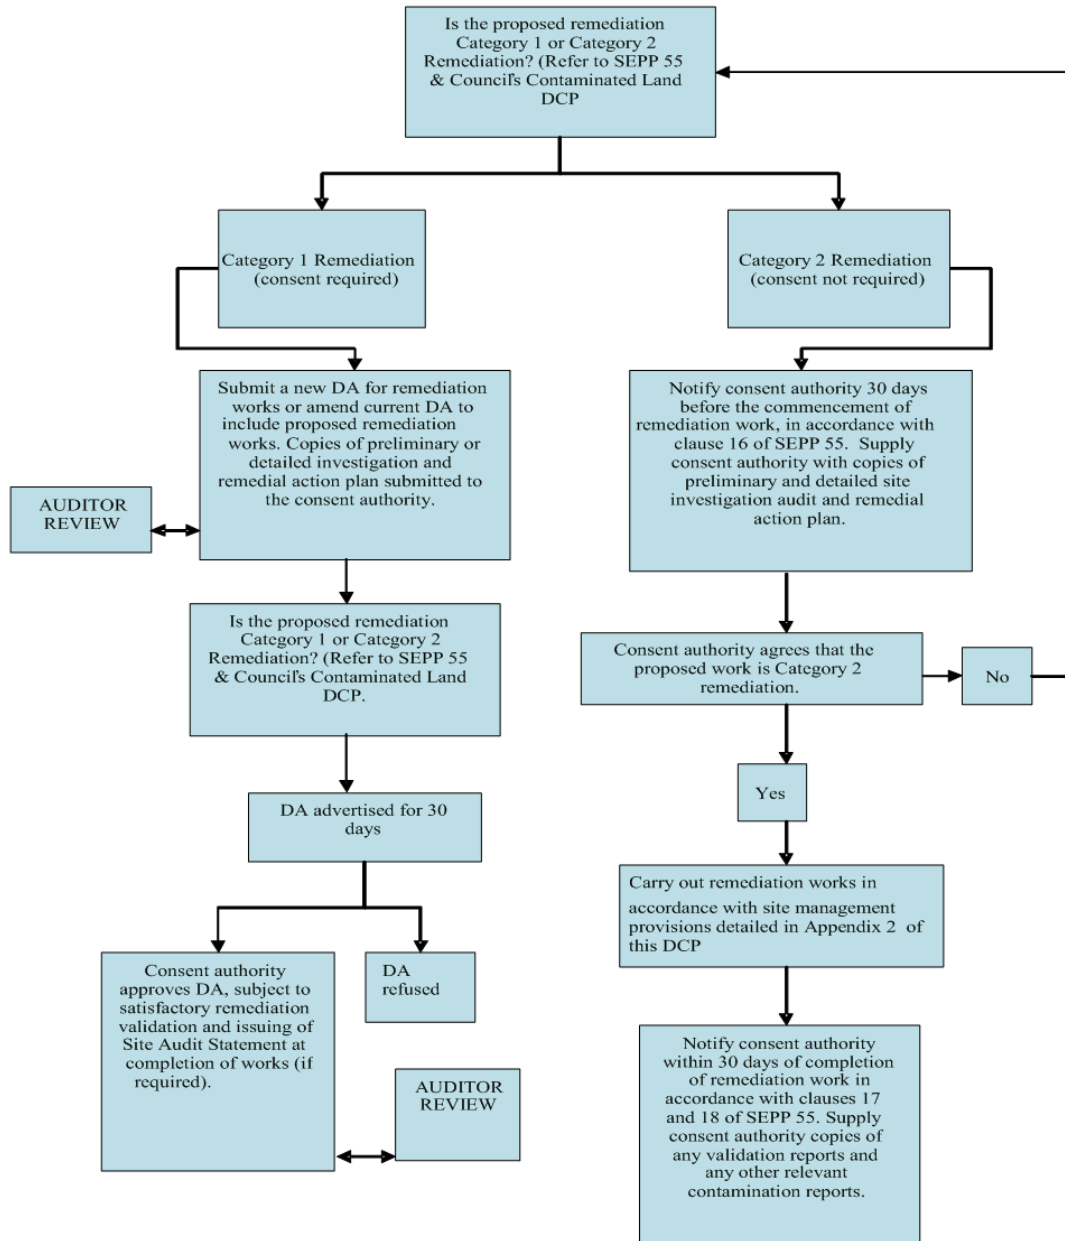 Is the proposed remediation
Category 1 or Category 2
Remediation? (Refer to SEPP 55
& Council's Contaminated Land
DCP
Category 1 Remediation
(consent required)
Category 2 Remediation
(consent not required)
Submit a new DA for remediation
works or amend current DA to
include proposed remediation
works. Copies of preliminary or
detailed investigation and
remedial action plan submitted to
the consent authority.
Notify consent authority 30 days
before the commencement of
remediation work, in accordance with
clause 16 of SEPP 55. Supply
consent authority with copies of
preliminary and detailed site
investigation audit and remedial
action plan.
AUDITOR
REVIEW
Is the proposed remediation
Category 1 or Category 2
Remediation? (Refer to SEPP 55
& Council's Contaminated Land
DCP.
Consent authority agrees that the
proposed work is Category 2
remediation.
No
Yes
DA advertised for 30
days
Carry out remediation works in
accordance with site management
provisions detailed in Appendix 2 of
this DCP
Consent authority
approves DA, subject to
satisfactory remediation
validation and issuing of
Site Audit Statement at
completion of works (if
required).
DA
refused
AUDITOR
REVIEW
Notify consent authority
within 30 days of completion
of remediation work in
accordance with clauses 17
and 18 of SEPP 55. Supply
consent authority copies of
any validation reports and
any other relevant
contamination reports.